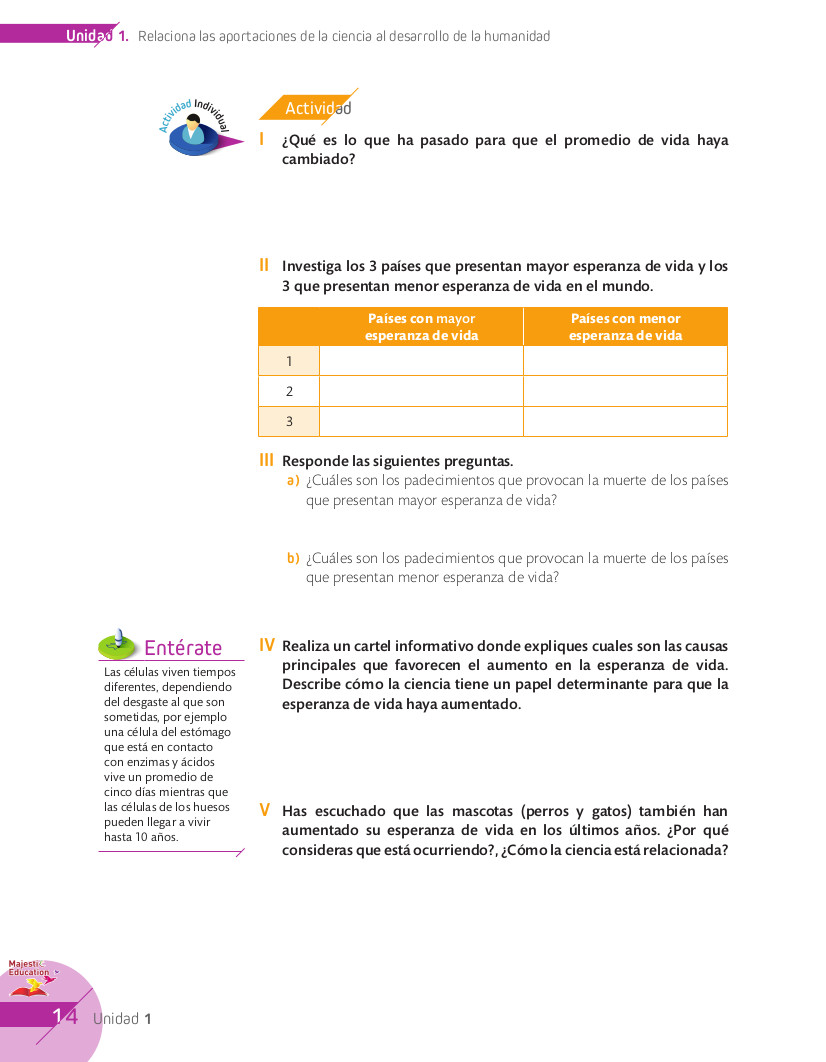 Unidad 1. Relaciona las aportaciones de la ciencia al desarrollo de la humanidad
Actividad Individual
Actividad
I ¿Qué es lo que ha pasado para que el promedio de vida haya
cambiado?
II Investiga los 3 países que presentan mayor esperanza de vida y los
3 que presentan menor esperanza de vida en el mundo.
Países con mayor
esperanza de vida
Países con menor
esperanza de vida
1
2
3
III Responde las siguientes preguntas.
a) ¿Cuáles son los padecimientos que provocan la muerte de los países
que presentan mayor esperanza de vida?
b) ¿Cuáles son los padecimientos que provocan la muerte de los países
que presentan menor esperanza de vida?
Entérate
Las células viven tiempos
diferentes, dependiendo
del desgaste al que son
sometidas, por ejemplo
una célula del estómago
que está en contacto
con enzimas y ácidos
vive un promedio de
cinco días mientras que
las células de los huesos
pueden llegar a vivir
hasta 10 años.
IV Realiza un cartel informativo donde expliques cuales son las causas
principales que favorecen el aumento en la esperanza de vida.
Describe cómo la ciencia tiene un papel determinante para que la
esperanza de vida haya aumentado.
V Has escuchado que las mascotas (perros y gatos) también han
aumentado su esperanza de vida en los últimos años. ¿Por qué
consideras que está ocurriendo?, ¿Cómo la ciencia está relacionada?
Majestic
Education
14 Unidad 1